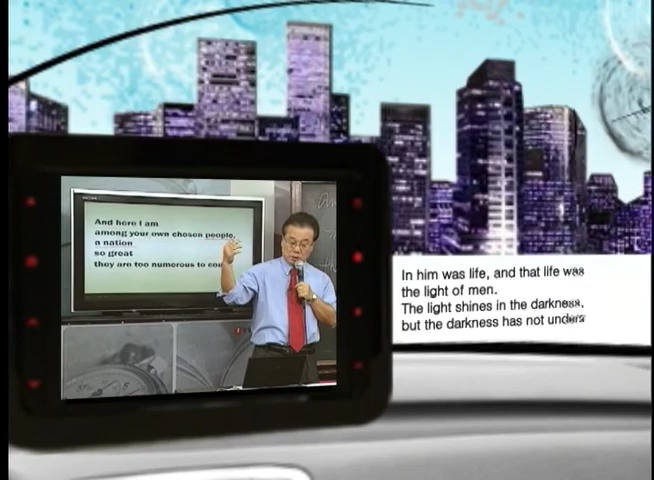 And here I am
among your own chosen people,
a nation
so great
they are too numerous to
In him was life, and that life was
the light of men.
The light shines in the darkness,
but the darkness has not